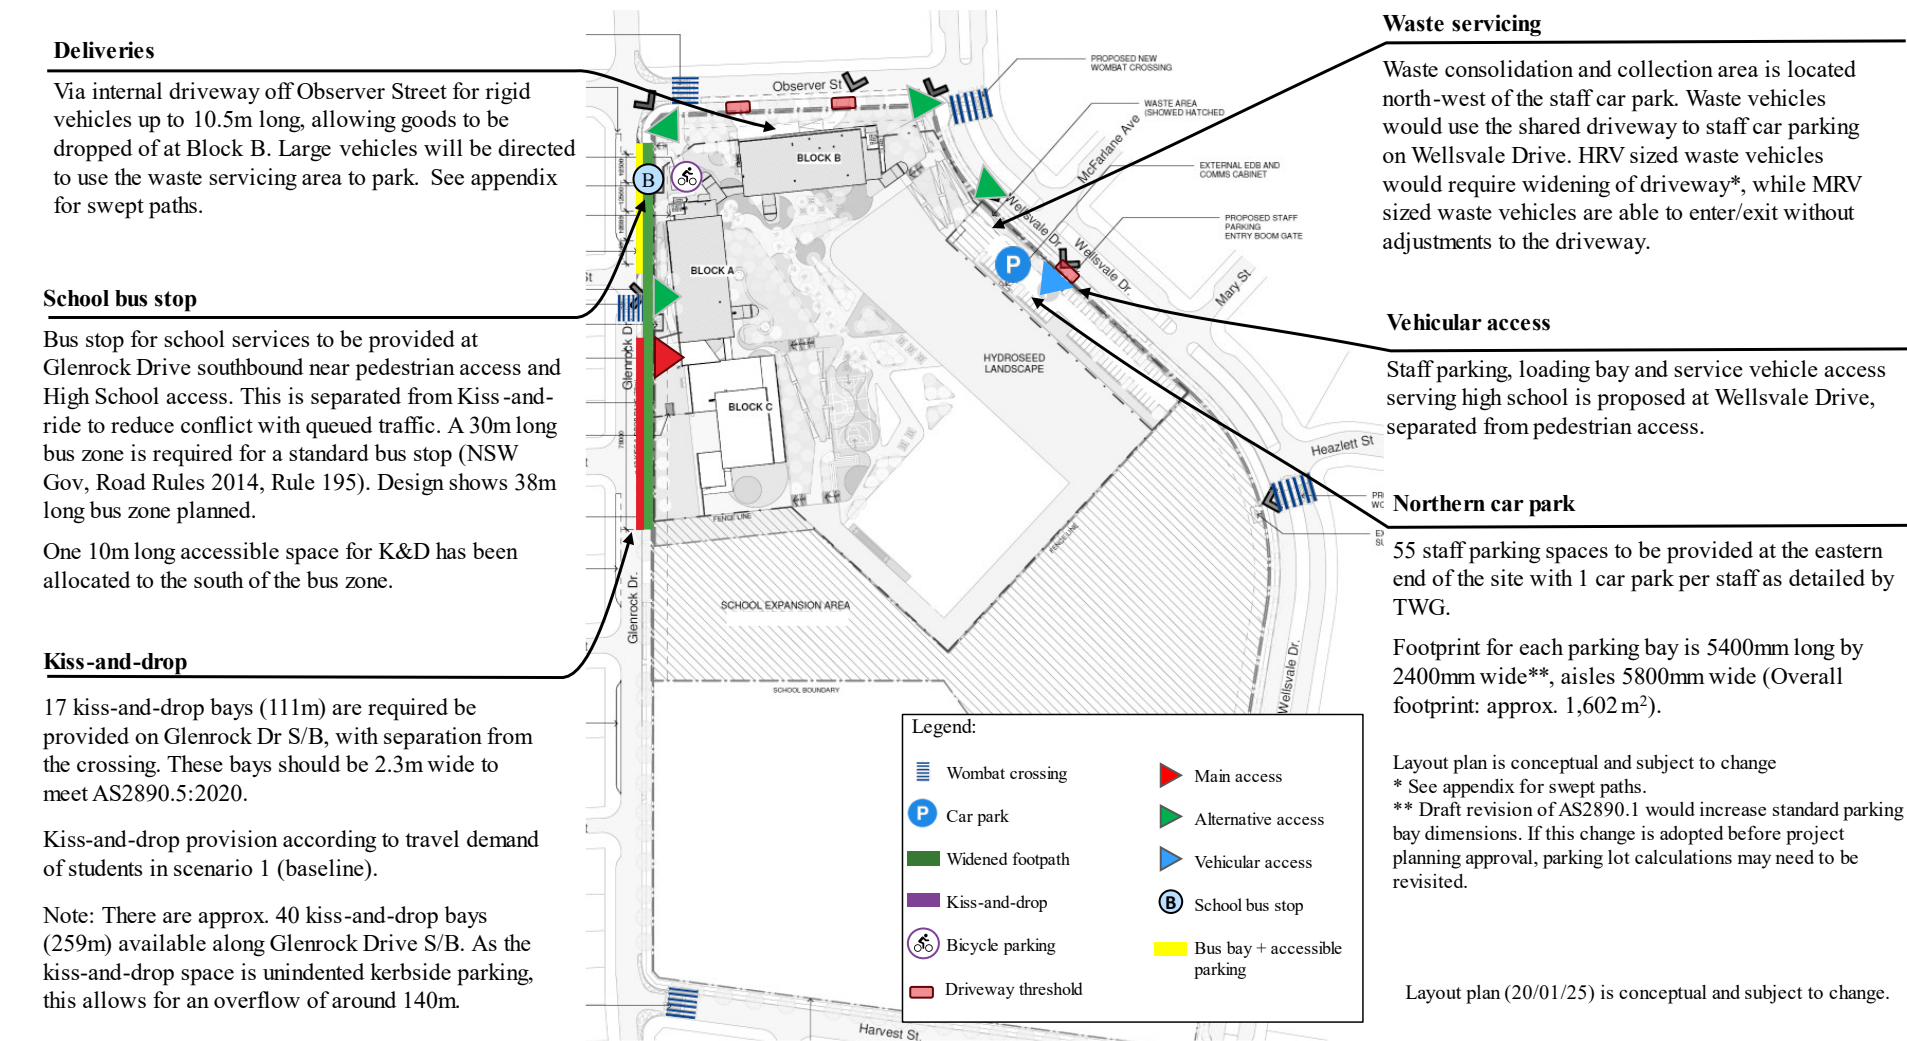 Deliveries
Via internal driveway off Observer Street for rigid
vehicles up to 10.5m long, allowing goods to be
dropped of at Block B. Large vehicles will be directed
to use the waste servicing area to park. See appendix
for swept paths.
School bus stop
Bus stop for school services to be provided at
Glenrock Drive southbound near pedestrian access and
High School access. This is separated from Kiss-and-
ride to reduce conflict with queued traffic. A 30m long
bus zone is required for a standard bus stop (NSW
Gov, Road Rules 2014, Rule 195). Design shows 38m
long bus zone planned.
One 10m long accessible space for K&D has been
allocated to the south of the bus zone.
Kiss-and-drop
17 kiss-and-drop bays (111m) are required be
provided on Glenrock Dr S/B, with separation from
the crossing. These bays should be 2.3m wide to
meet AS2890.5:2020.
Kiss-and-drop provision according to travel demand
of students in scenario 1 (baseline).
Note: There are approx. 40 kiss-and-drop bays
(259m) available along Glenrock Drive S/B. As the
kiss-and-drop space is unindented kerbside parking,
this allows for an overflow of around 140m.
Observer St
PROPOSED NEW
WOMBAT CROSSING
WASTE AREA
(SHOWED HATCHED
McFarlane Ave
EXTERNAL EDB AND
COMMS CABINET
PROPOSED STAFF
PARKING
ENTRY BOOM GATE
BLOCK B
B
Wellsvale Dr.
Wellsvale Dr.
P
Mary St
BLOCK A
Glenrock Dr
HYDROSEED
LANDSCAPE
BLOCK C
Heazlett St
FENCE LINE
FENCE LINE
SCHOOL EXPANSION AREA
Glenrock Dr.
SCHOOL BOUNDARY
Wellsvale Dr.
Harvest St.
Legend:
Wombat crossing
P Car park
Widened footpath
Kiss-and-drop
Bicycle parking
Driveway threshold
Main access
Alternative access
Vehicular access
B School bus stop
Bus bay + accessible
parking
Waste servicing
Waste consolidation and collection area is located
north-west of the staff car park. Waste vehicles
would use the shared driveway to staff car parking
on Wellsvale Drive. HRV sized waste vehicles
would require widening of driveway*, while MRV
sized waste vehicles are able to enter/exit without
adjustments to the driveway.
Vehicular access
Staff parking, loading bay and service vehicle access
serving high school is proposed at Wellsvale Drive,
separated from pedestrian access.
Northern car park
55 staff parking spaces to be provided at the eastern
end of the site with 1 car park per staff as detailed by
TWG.
Footprint for each parking bay is 5400mm long by
2400mm wide**, aisles 5800mm wide (Overall
footprint: approx. 1,602 m²).
Layout plan is conceptual and subject to change
* See appendix for swept paths.
** Draft revision of AS2890.1 would increase standard parking
bay dimensions. If this change is adopted before project
planning approval, parking lot calculations may need to be
revisited.
Layout plan (20/01/25) is conceptual and subject to change.